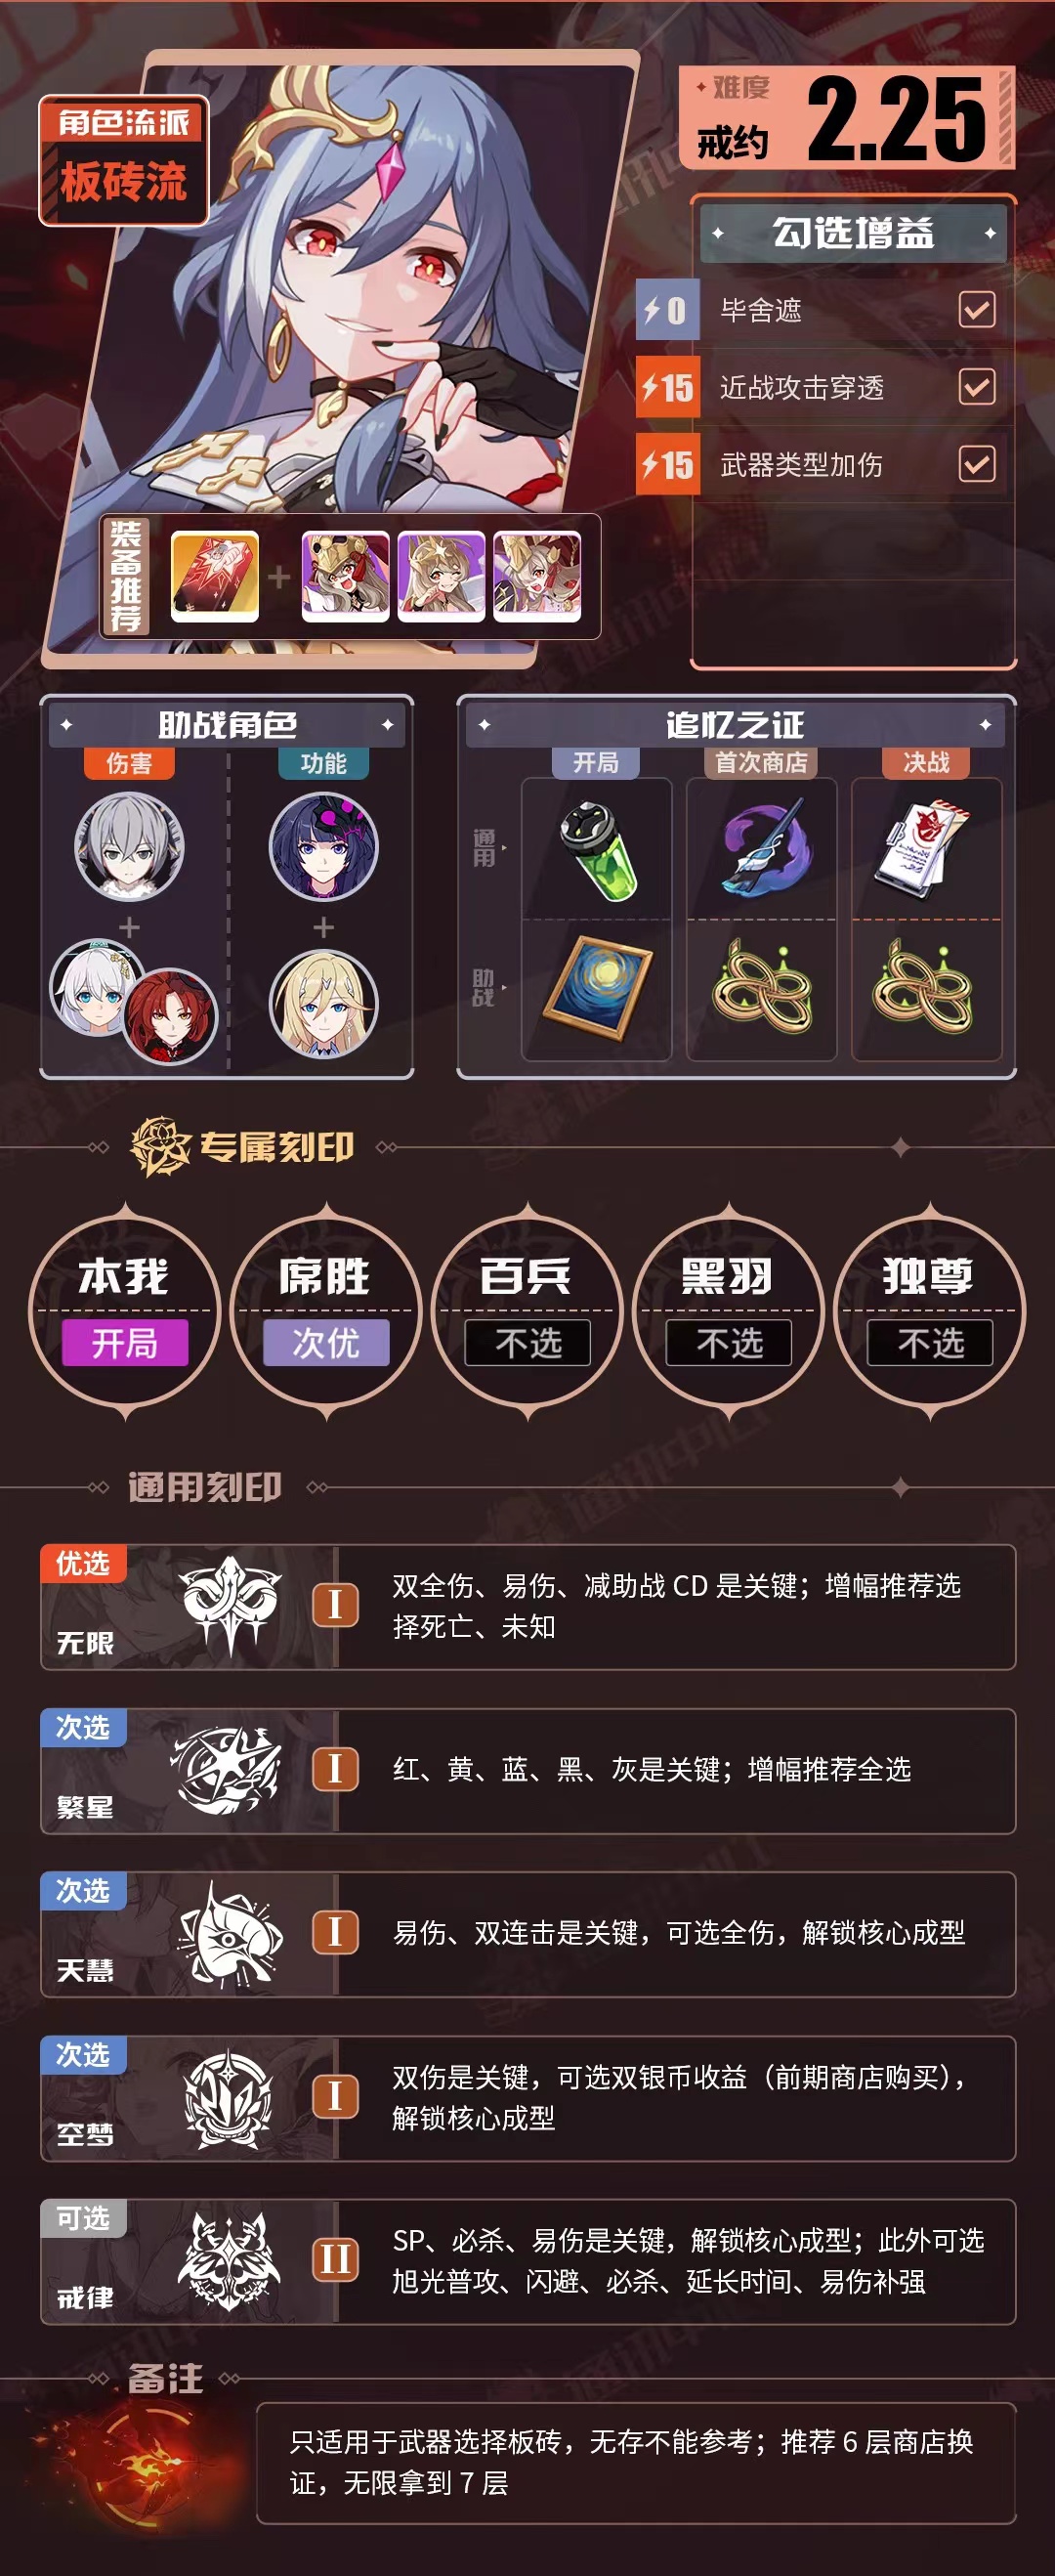 角色流派
板砖流
难度
戒约
2.25
勾选增益
0 毕舍遮
15 近战攻击穿透
15 武器类型加伤
装备推荐
助战角色
伤害 功能
追忆之证
开局 首次商店 决战
通用
助战
专属刻印
本我 席胜 百兵 黑羽 独尊
开局 次优 不选 不选 不选
通用刻印
优选
无限
I
双全伤、易伤、减助战 CD 是关键；增幅推荐选
择死亡、未知
次选
繁星
I
红、黄、蓝、黑、灰是关键；增幅推荐全选
次选
天慧
I
易伤、双连击是关键，可选全伤，解锁核心成型
次选
空梦
I
双伤是关键，可选双银币收益（前期商店购买），
解锁核心成型
可选
戒律
II
SP、必杀、易伤是关键，解锁核心成型；此外可选
旭光普攻、闪避、必杀、延长时间、易伤补强
备注
只适用于武器选择板砖，无存不能参考；推荐 6 层商店换
证，无限拿到 7 层